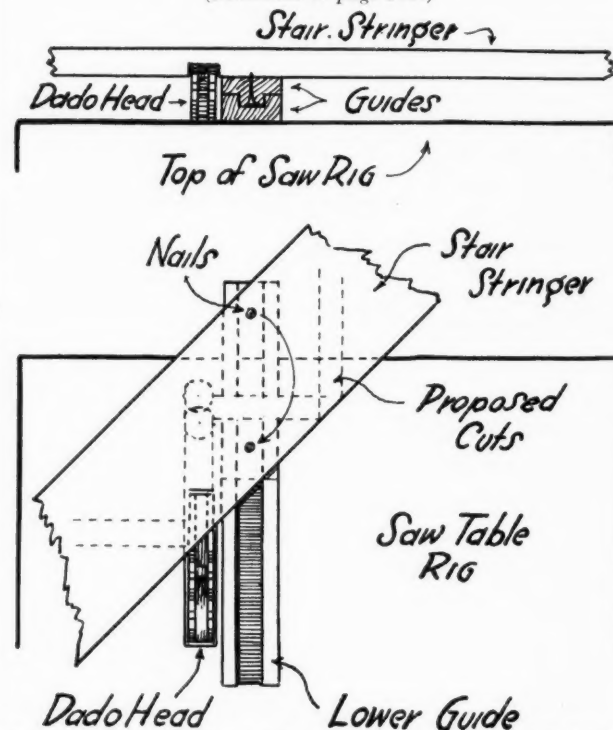 Stair. Stringer
Dado Head
Guides
Top of Saw Rig
Nails
Stair
Stringer
Proposed
Cuts
Saw Table
Rig
Dado Head
Lower Guide